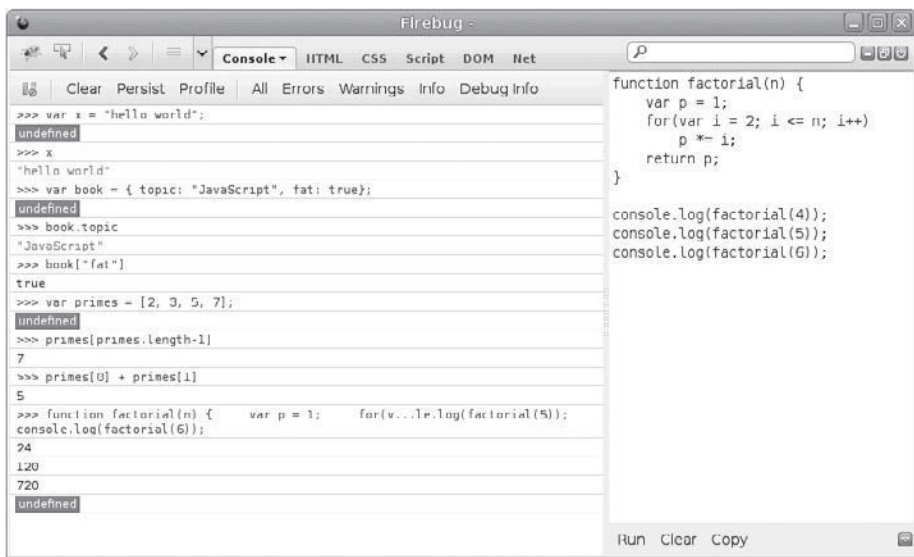 Firebug -
Console HTML CSS Script DOM Net
Clear Persist Profile All Errors Warnings Info Debug Info
>>> var x = "hello world";
undefined
>>> x
"hello world"
>>> var book = { topic: "JavaScript", fat: true};
undefined
>>> book.topic
"JavaScript"
>>> book["fat"]
true
>>> var primes = [2, 3, 5, 7];
undefined
>>> primes[primes.length-1]
7
>>> primes[0] + primes[1]
5
>>> function factorial(n) {     var p = 1;     for(v...le.log(factorial(5));
console.log(factorial(6));
24
120
720
undefined
function factorial(n) {
    var p = 1;
    for(var i = 2; i <= n; i++)
        p *= i;
    return p;
}
console.log(factorial(4));
console.log(factorial(5));
console.log(factorial(6));
Run Clear Copy